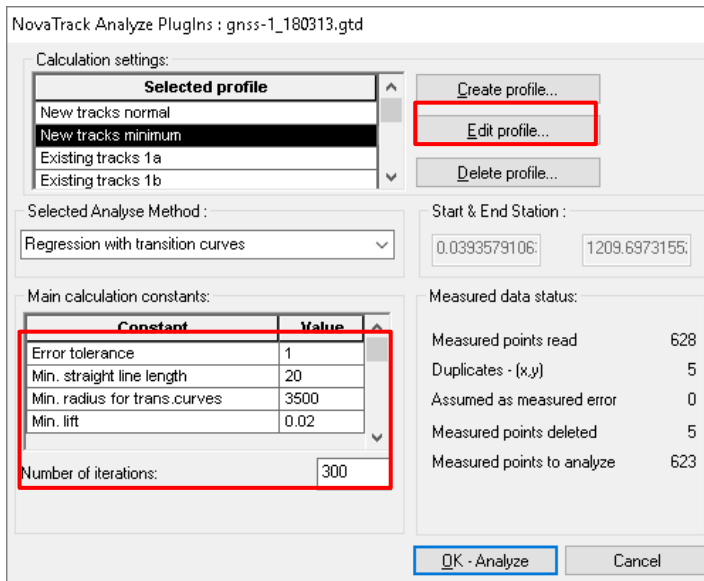 NovaTrack Analyze PlugIns : gnss-1_180313.gtd
Calculation settings:
Selected profile
New tracks normal
New tracks minimum
Existing tracks 1a
Existing tracks 1b
Create profile...
Edit profile...
Delete profile...
Selected Analyse Method :
Regression with transition curves
Start & End Station :
0.0393579106
1209.6973155
Main calculation constants:
Constant Value
Error tolerance 1
Min. straight line length 20
Min. radius for trans.curves 3500
Min. lift 0.02
Number of iterations: 300
Measured data status:
Measured points read 628
Duplicates - (x,y) 5
Assumed as measured error 0
Measured points deleted 5
Measured points to analyze 623
OK - Analyze
Cancel